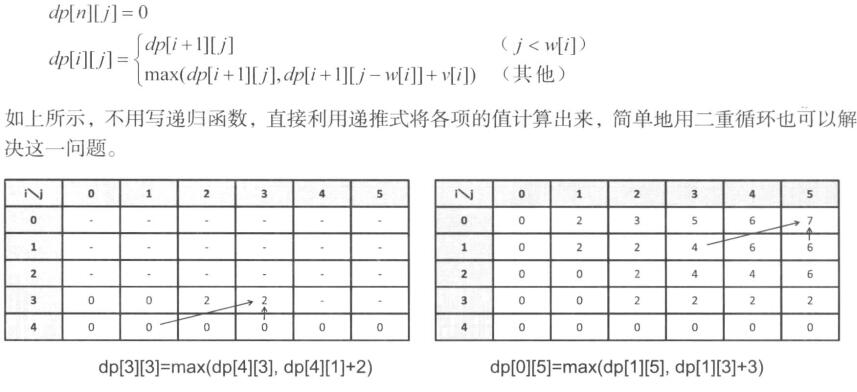 dp[n][j]=0
dp[i][j]={dp[i+1][j] (j<w[i])
max(dp[i+1][j],dp[i+1][j-w[i]]+v[i]) (其他)
如上所示，不用写递归函数，直接利用递推式将各项的值计算出来，简单地用二重循环也可以解
决这一问题。
i\j 0 1 2 3 4 5
0 - - - - - -
1 - - - - - -
2 - - - - - -
3 0 0 2 2 - -
4 0 0 0 0 0 0
dp[3][3]=max(dp[4][3], dp[4][1]+2)
i\j 0 1 2 3 4 5
0 0 2 3 5 6 7
1 0 2 2 4 6 6
2 0 0 2 4 4 6
3 0 0 2 2 2 2
4 0 0 0 0 0 0
dp[0][5]=max(dp[1][5], dp[1][3]+3)